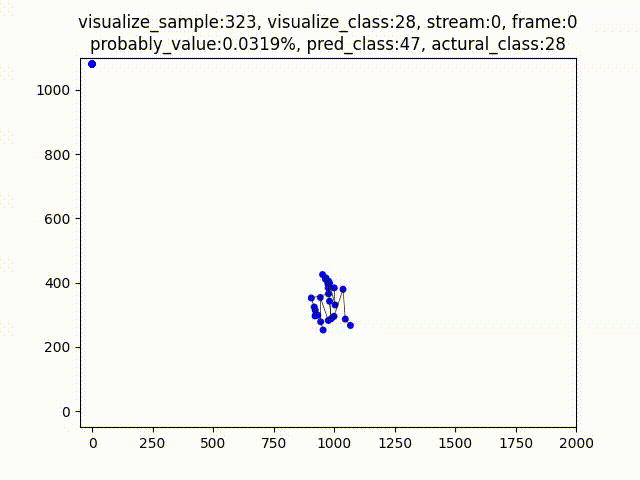 visualize_sample:323, visualize_class:28, stream:0, frame:0
probably_value:0.0319%, pred_class:47, actural_class:28
1000
800
600
400
200
0
0 250 500 750 1000 1250 1500 1750 2000